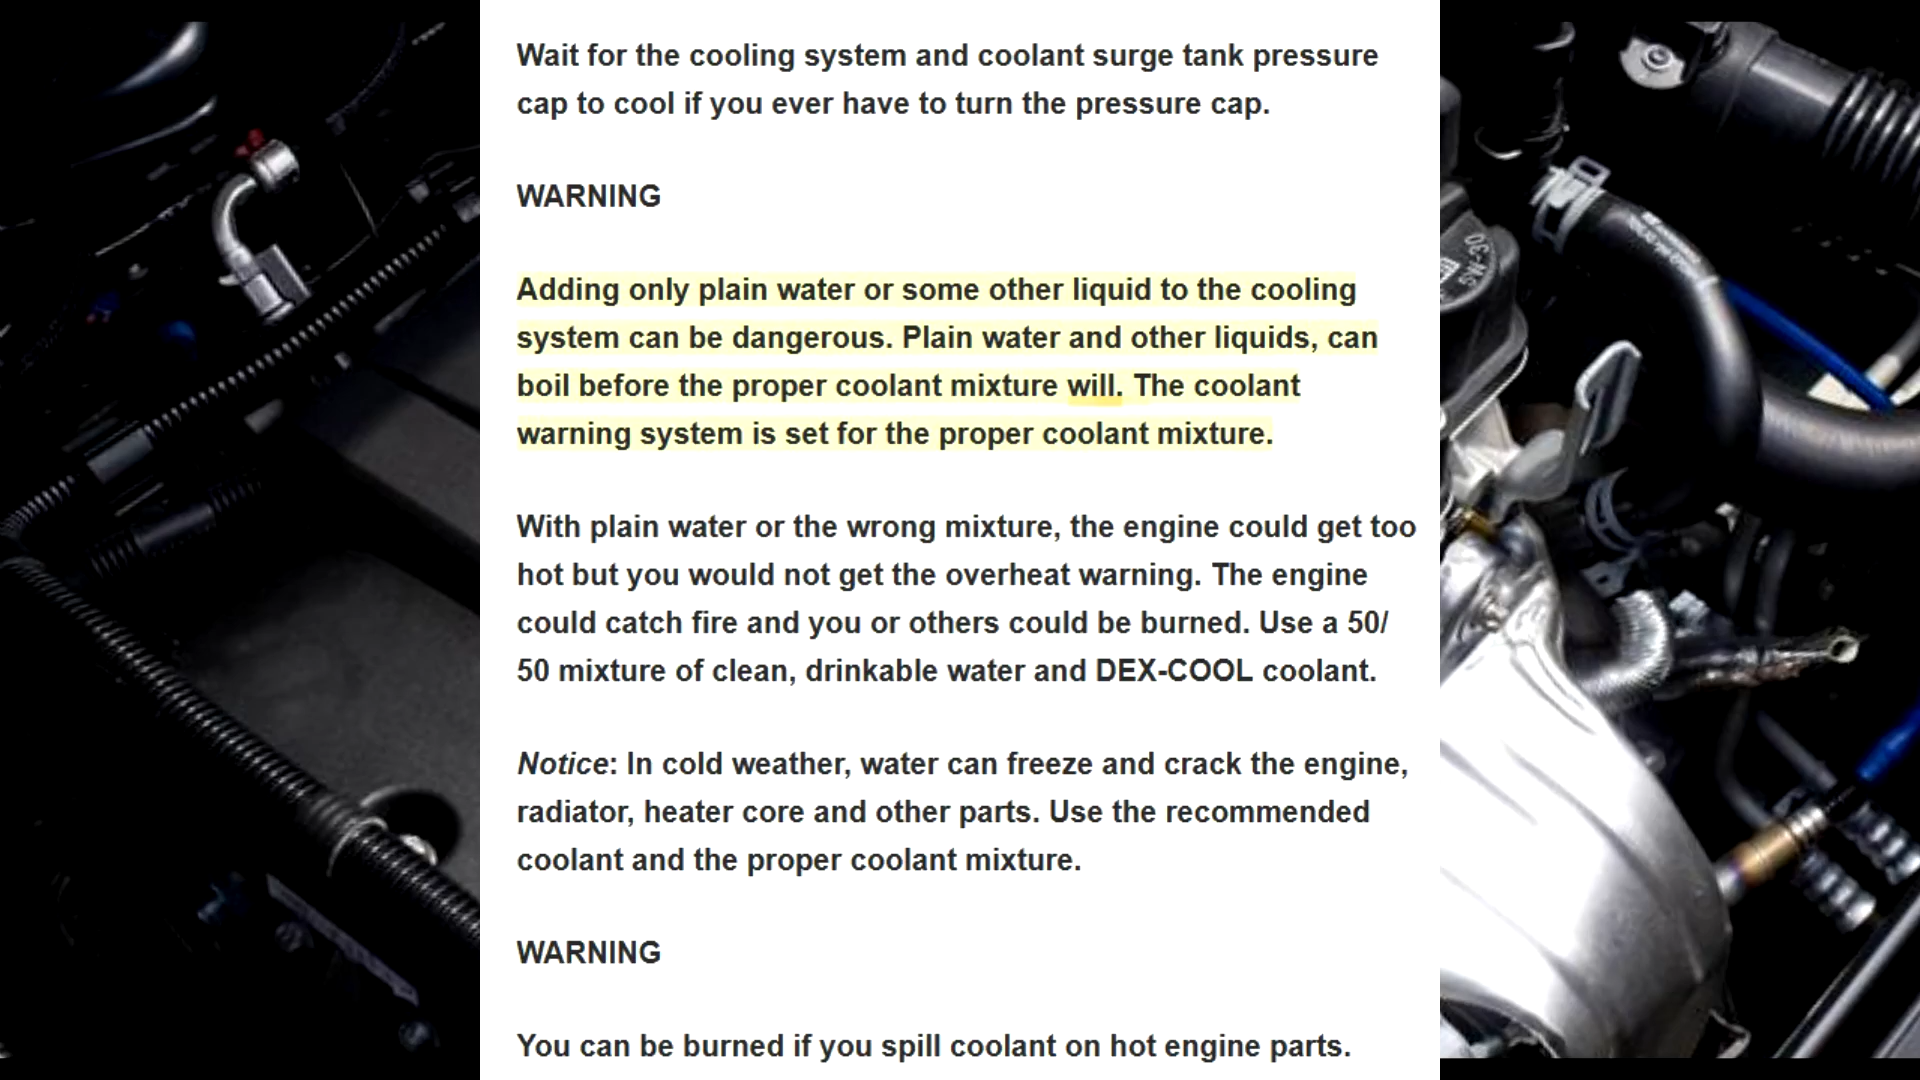 Wait for the cooling system and coolant surge tank pressure
cap to cool if you ever have to turn the pressure cap.
WARNING
Adding only plain water or some other liquid to the cooling
system can be dangerous. Plain water and other liquids, can
boil before the proper coolant mixture will. The coolant
warning system is set for the proper coolant mixture.
With plain water or the wrong mixture, the engine could get too
hot but you would not get the overheat warning. The engine
could catch fire and you or others could be burned. Use a 50/
50 mixture of clean, drinkable water and DEX-COOL coolant.
Notice: In cold weather, water can freeze and crack the engine,
radiator, heater core and other parts. Use the recommended
coolant and the proper coolant mixture.
WARNING
You can be burned if you spill coolant on hot engine parts.
5W-30